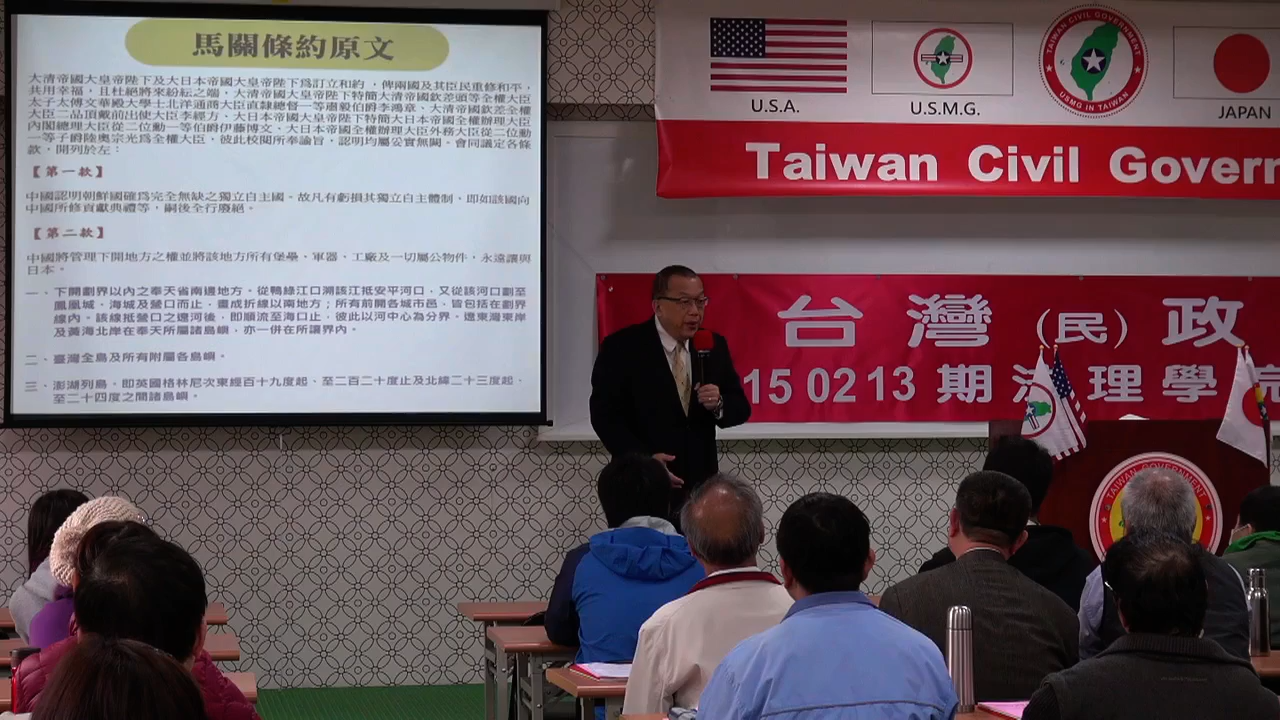 馬關條約原文
大清帝國大皇帝陛下及大日本帝國大皇帝陛下為訂立和約，俾兩國及其臣民重修和平，
共用幸福，且杜絕將來紛紜之端，大清帝國大皇帝陛下特簡大清帝國欽差頭等全權大臣
太子太傅文華殿大學士北洋通商大臣直隸總督一等肅毅伯爵李鴻章、大清帝國欽差全權
大臣二品頂戴前出使大臣李經方、大日本帝國大皇帝陛下特簡大日本帝國全權辦理大臣
內閣總理大臣從二位勳一等伯爵伊藤博文、大日本帝國全權辦理大臣外務大臣從二位勳
一等子爵陸奧宗光為全權大臣，彼此校閱所奉諭旨，認明均屬妥實無闕。會同議定各條
款，開列於左：
【第一款】
中國認明朝鮮國確為完全無缺之獨立自主國。故凡有虧損其獨立自主體制，即如該國向
中國所修貢獻典禮等，嗣後全行廢絕。
【第二款】
中國將管理下開地方之權並將該地方所有堡壘、軍器、工廠及一切屬公物件，永遠讓與
日本。
一、下開劃界以內之奉天省南邊地方。從鴨綠江口溯該江抵安平河口，又從該河口劃至
鳳凰城、海城及營口而止，畫成折線以南地方；所有前開各城市邑，皆包括在劃界
線內。該線抵營口之遼河後，即順流至海口止，彼此以河中心為分界。遼東灣東岸
及黃海北岸在奉天所屬諸島嶼，亦一併在所讓界內。
二、臺灣全島及所有附屬各島嶼。
三、澎湖列島。即英國格林尼次東經百十九度起、至百二十度止及北緯二十三度起、
至二十四度之間諸島嶼。
U.S.A.
U.S.M.G.
TAIWAN CIVIL GOVERNMENT
USMG IN TAIWAN
JAPAN
Taiwan Civil Govern
台灣(民)政
15 02 13 期法理學
TAIWAN GOVERNMENT